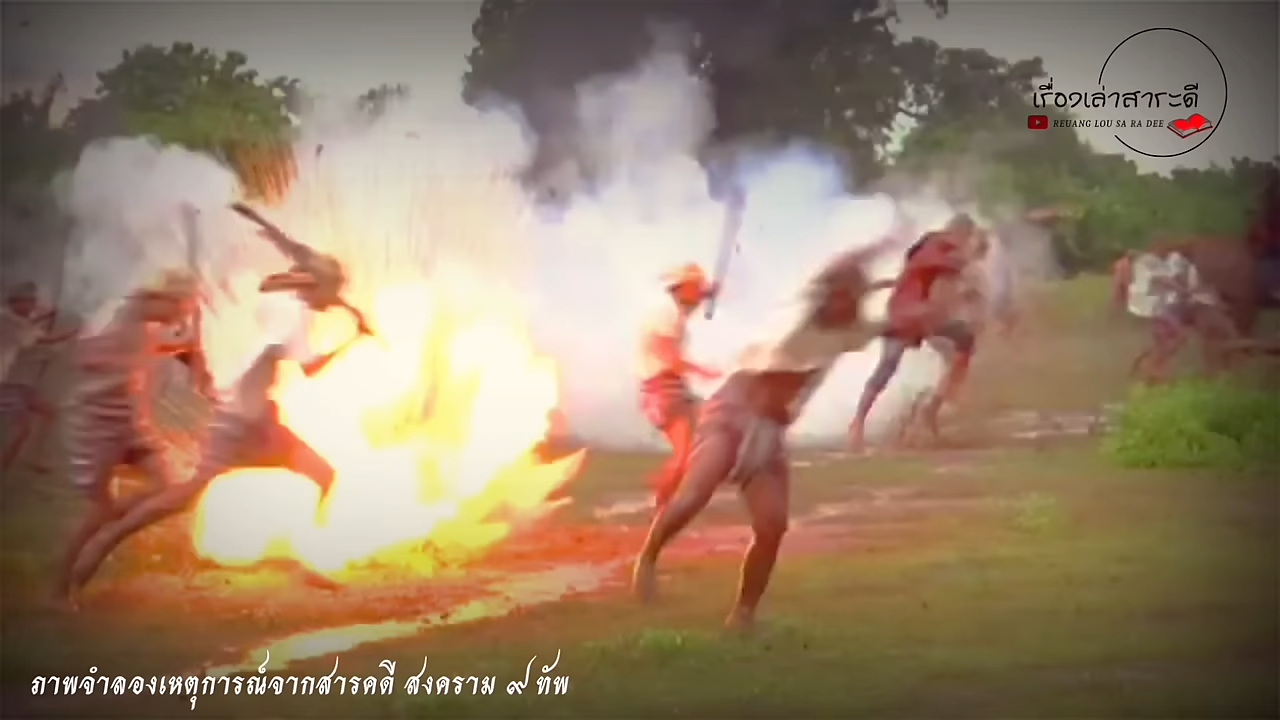 เรื่องเล่าสาระดี
REUANG LOU SA RA DEE
ภาพจำลองเหตุการณ์จากสารคดี สงคราม ๙ ทัพ